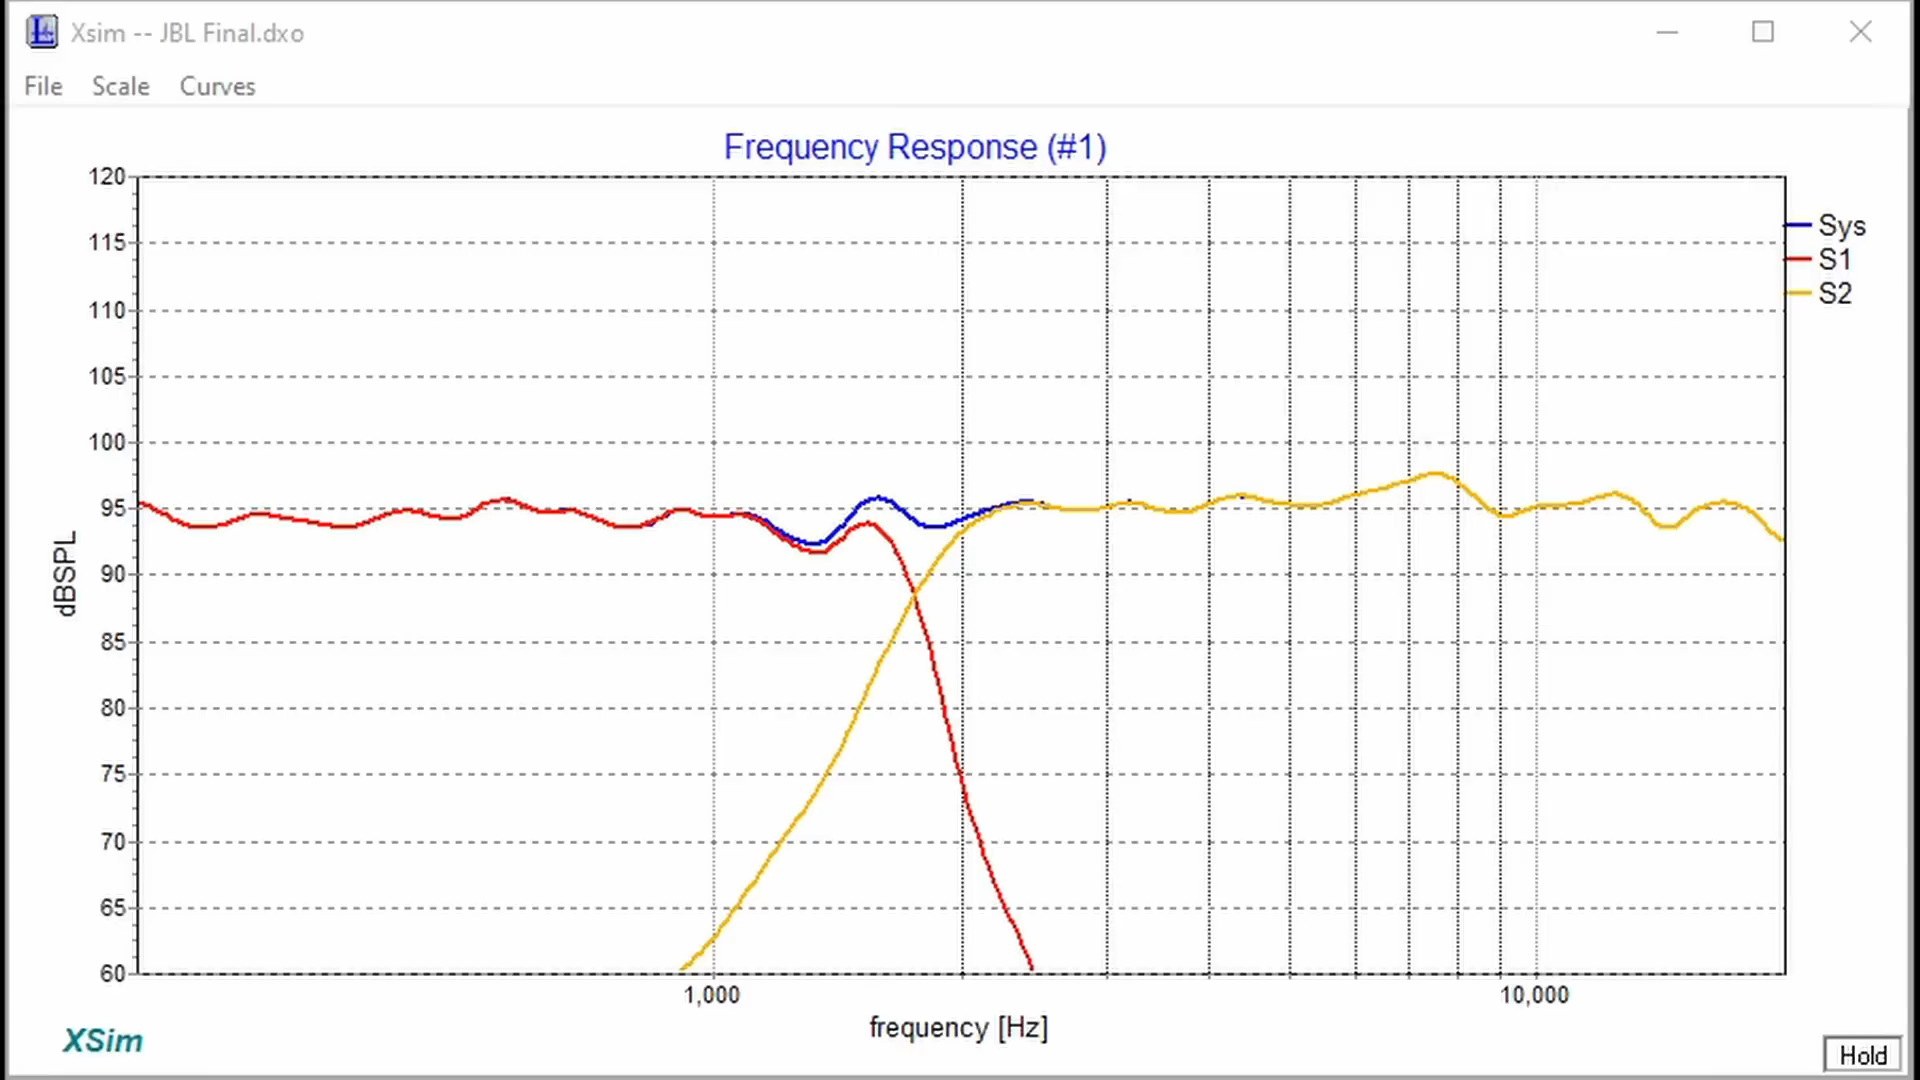 Xsim -- JBL Final.dxo
File Scale Curves
Frequency Response (#1)
120
115
110
105
100
95
90
85
80
75
70
65
60
dBSPL
Sys
S1
S2
1,000
10,000
frequency [Hz]
XSim
Hold